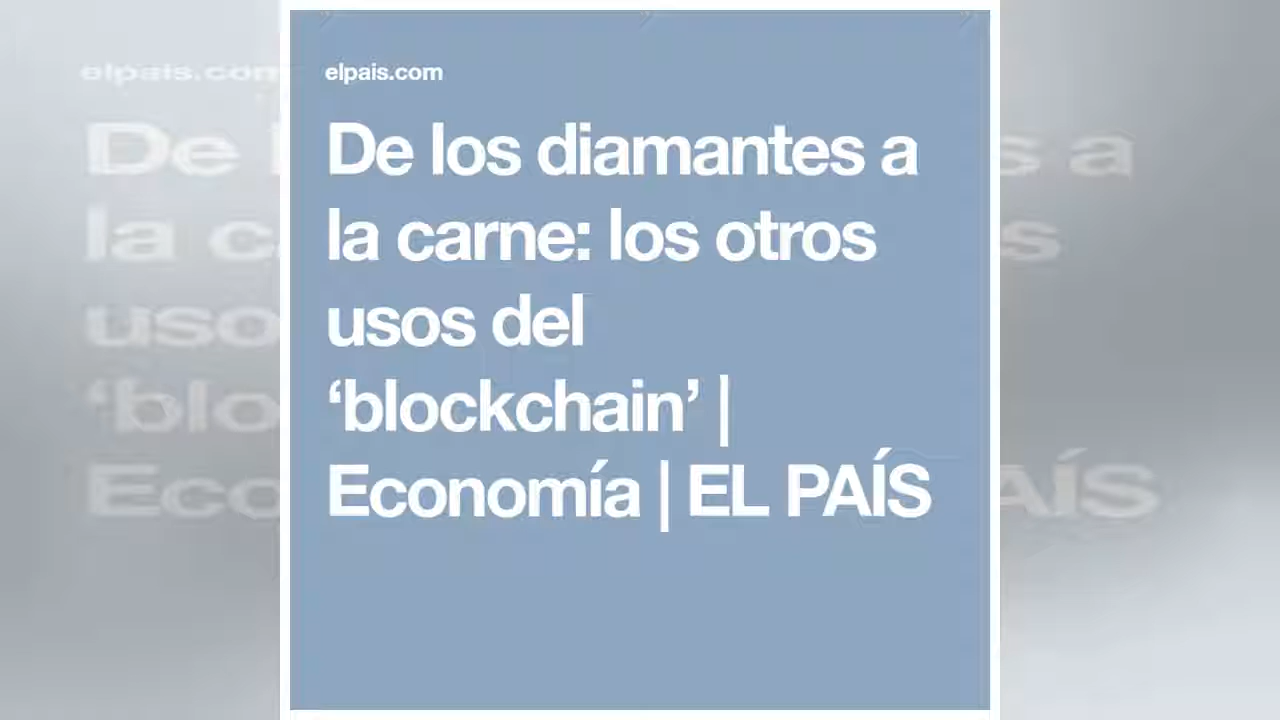 elpais.com
De los diamantes a
la carne: los otros
usos del
‘blockchain’ |
Economía | EL PAÍS